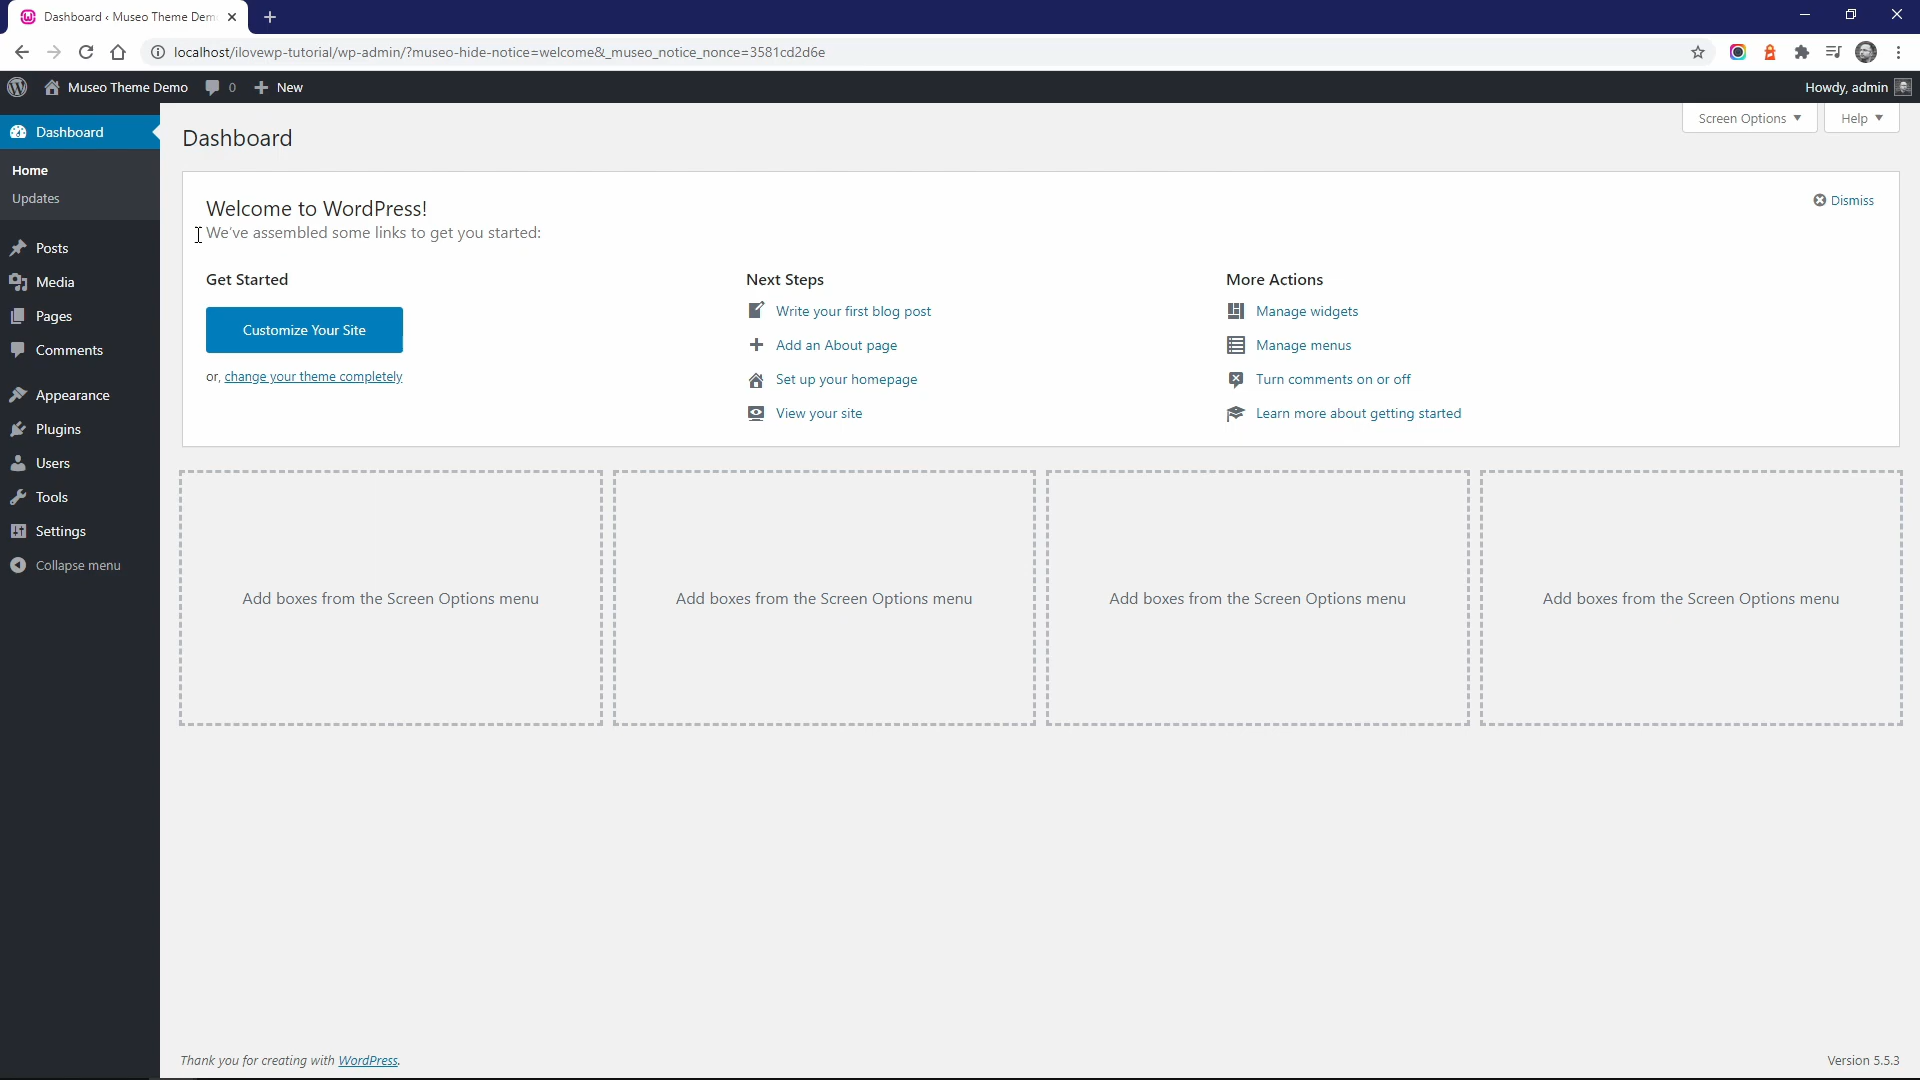 Dashboard ‹ Museo Theme Dem
localhost/ilovewp-tutorial/wp-admin/?museo-hide-notice=welcome&_museo_notice_nonce=3581cd2d6e
Museo Theme Demo 0 New
Howdy, admin
Dashboard
Home
Updates
Posts
Media
Pages
Comments
Appearance
Plugins
Users
Tools
Settings
Collapse menu
Dashboard
Screen Options
Help
Welcome to WordPress!
We've assembled some links to get you started:
Dismiss
Get Started
Customize Your Site
or, change your theme completely
Next Steps
Write your first blog post
Add an About page
Set up your homepage
View your site
More Actions
Manage widgets
Manage menus
Turn comments on or off
Learn more about getting started
Add boxes from the Screen Options menu
Add boxes from the Screen Options menu
Add boxes from the Screen Options menu
Add boxes from the Screen Options menu
Thank you for creating with WordPress.
Version 5.5.3